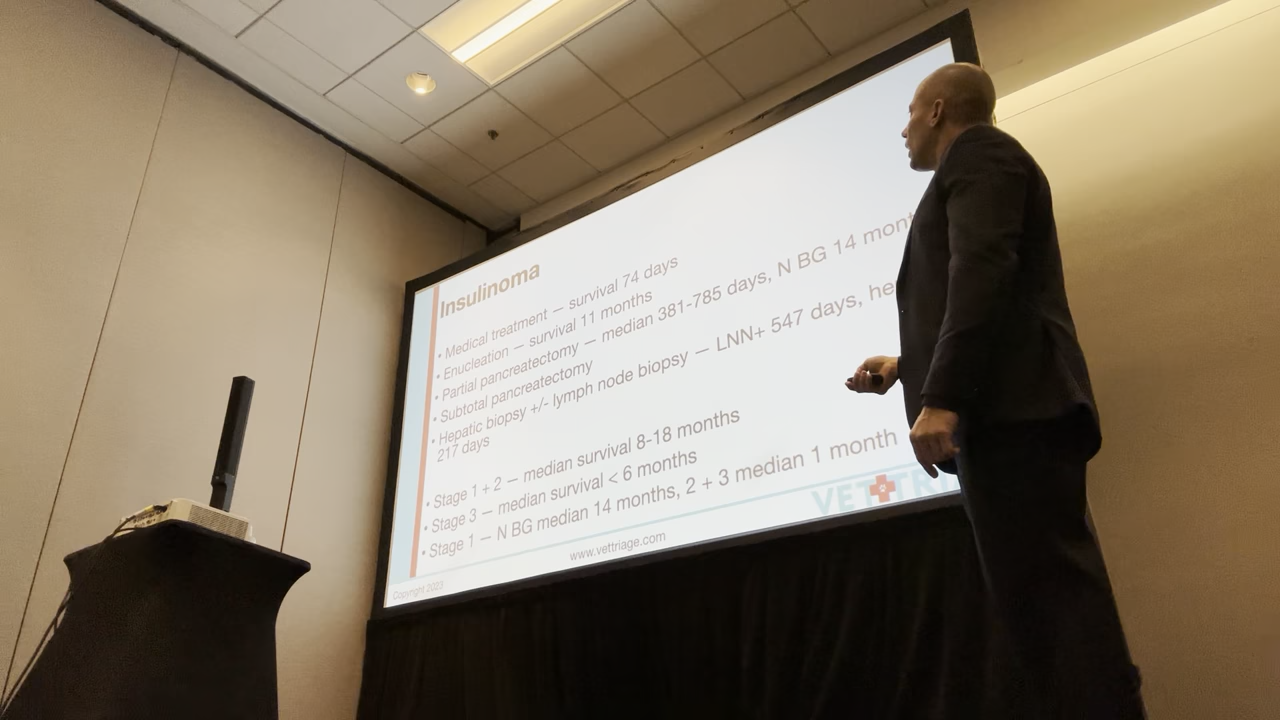 Insulinoma
• Medical treatment – survival 74 days
• Enucleation – survival 11 months
• Partial pancreatectomy – median 381-785 days, N BG 14 mont
• Subtotal pancreatectomy
• Hepatic biopsy +/- lymph node biopsy – LNN+ 547 days, he
217 days
• Stage 1 + 2 – median survival 8-18 months
• Stage 3 – median survival < 6 months
• Stage 1 – N BG median 14 months, 2 + 3 median 1 month
VET TRI
www.vettriage.com
Copyright 2023